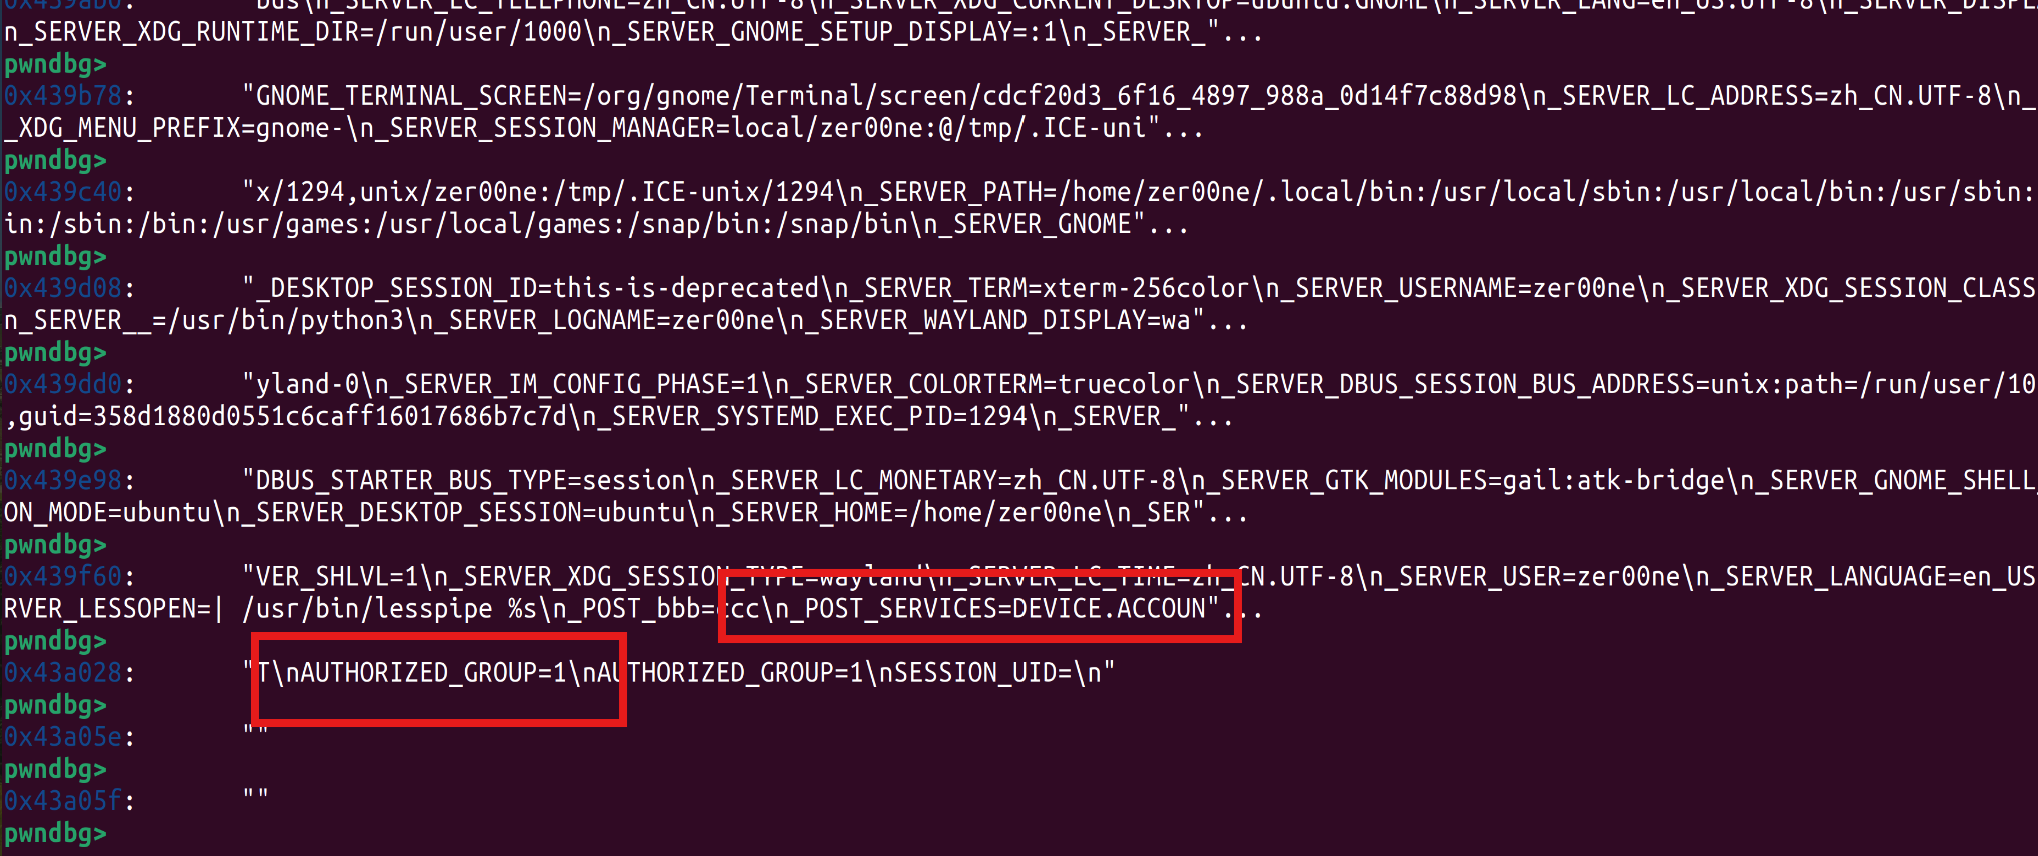 0x439ab0: "bus\n_SERVER_LC_TELEPHONE=zh_CN.UTF-8\n_SERVER_XDG_CURRENT_DESKTOP=ubuntu:GNOME\n_SERVER_LANG=en_US.UTF-8\n_SERVER_DISPL
n_SERVER_XDG_RUNTIME_DIR=/run/user/1000\n_SERVER_GNOME_SETUP_DISPLAY=:1\n_SERVER_"...
pwndbg>
0x439b78: "GNOME_TERMINAL_SCREEN=/org/gnome/Terminal/screen/cdcf20d3_6f16_4897_988a_0d14f7c88d98\n_SERVER_LC_ADDRESS=zh_CN.UTF-8\n_
_XDG_MENU_PREFIX=gnome-\n_SERVER_SESSION_MANAGER=local/zer00ne:@/tmp/.ICE-uni"...
pwndbg>
0x439c40: "x/1294,unix/zer00ne:/tmp/.ICE-unix/1294\n_SERVER_PATH=/home/zer00ne/.local/bin:/usr/local/sbin:/usr/local/bin:/usr/sbin:
in:/sbin:/bin:/usr/games:/usr/local/games:/snap/bin:/snap/bin\n_SERVER_GNOME"...
pwndbg>
0x439d08: "_DESKTOP_SESSION_ID=this-is-deprecated\n_SERVER_TERM=xterm-256color\n_SERVER_USERNAME=zer00ne\n_SERVER_XDG_SESSION_CLASS
n_SERVER__=/usr/bin/python3\n_SERVER_LOGNAME=zer00ne\n_SERVER_WAYLAND_DISPLAY=wa"...
pwndbg>
0x439dd0: "yland-0\n_SERVER_IM_CONFIG_PHASE=1\n_SERVER_COLORTERM=truecolor\n_SERVER_DBUS_SESSION_BUS_ADDRESS=unix:path=/run/user/10
,guid=358d1880d0551c6caff16017686b7c7d\n_SERVER_SYSTEMD_EXEC_PID=1294\n_SERVER_"...
pwndbg>
0x439e98: "DBUS_STARTER_BUS_TYPE=session\n_SERVER_LC_MONETARY=zh_CN.UTF-8\n_SERVER_GTK_MODULES=gail:atk-bridge\n_SERVER_GNOME_SHELL_
ON_MODE=ubuntu\n_SERVER_DESKTOP_SESSION=ubuntu\n_SERVER_HOME=/home/zer00ne\n_SER"...
pwndbg>
0x439f60: "VER_SHLVL=1\n_SERVER_XDG_SESSION_TYPE=wayland\n_SERVER_LC_TIME=zh_CN.UTF-8\n_SERVER_USER=zer00ne\n_SERVER_LANGUAGE=en_US
RVER_LESSOPEN=| /usr/bin/lesspipe %s\n_POST_bbb=ccc\n_POST_SERVICES=DEVICE.ACCOUN"...
pwndbg>
0x43a028: "T\nAUTHORIZED_GROUP=1\nAUTHORIZED_GROUP=1\nSESSION_UID=\n"
pwndbg>
0x43a05e: ""
pwndbg>
0x43a05f: ""
pwndbg>